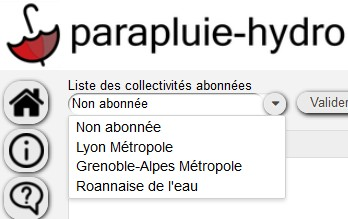 parapluie-hydro
Liste des collectivités abonnées
Non abonnée
Valider
Non abonnée
Lyon Métropole
Grenoble-Alpes Métropole
Roannaise de l'eau